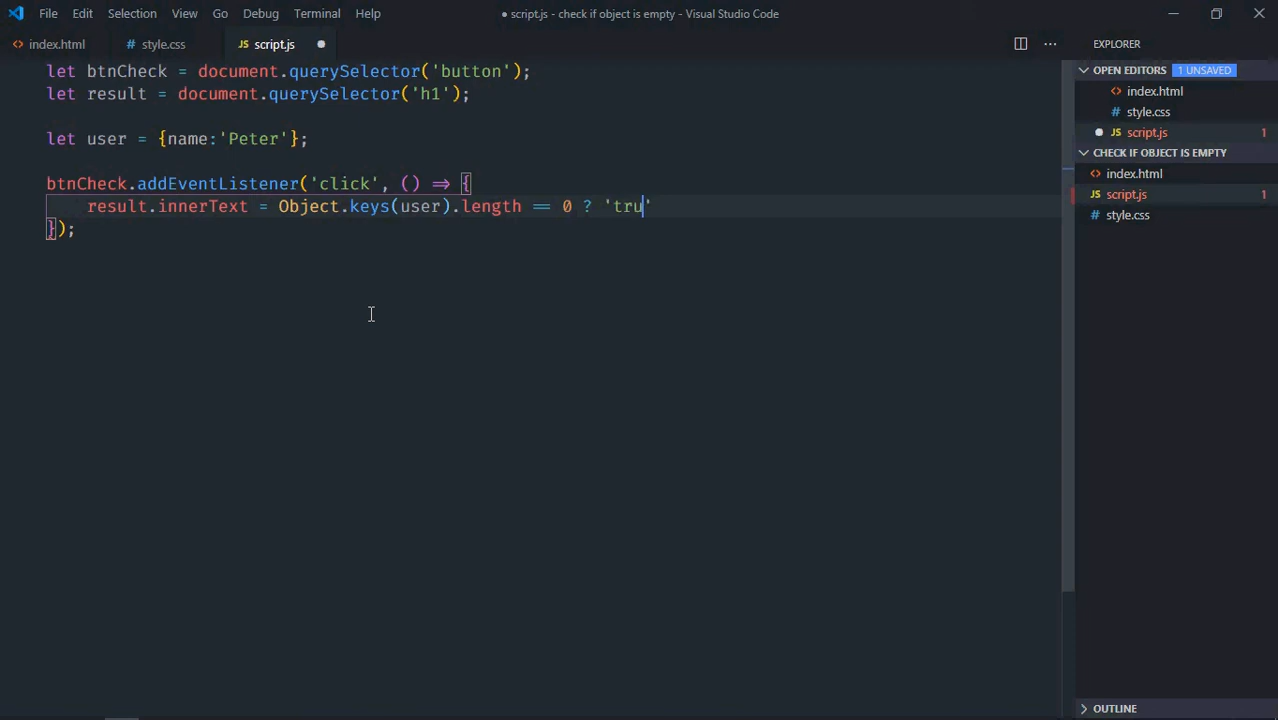 File Edit Selection View Go Debug Terminal Help
● script.js - check if object is empty - Visual Studio Code
<> index.html
# style.css
JS script.js ●
let btnCheck = document.querySelector('button');
let result = document.querySelector('h1');
let user = {name:'Peter'};
btnCheck.addEventListener('click', () => {
result.innerText = Object.keys(user).length == 0 ? 'tru'
});
EXPLORER
OPEN EDITORS 1 UNSAVED
<> index.html
# style.css
● JS script.js 1
CHECK IF OBJECT IS EMPTY
<> index.html
JS script.js 1
# style.css
OUTLINE